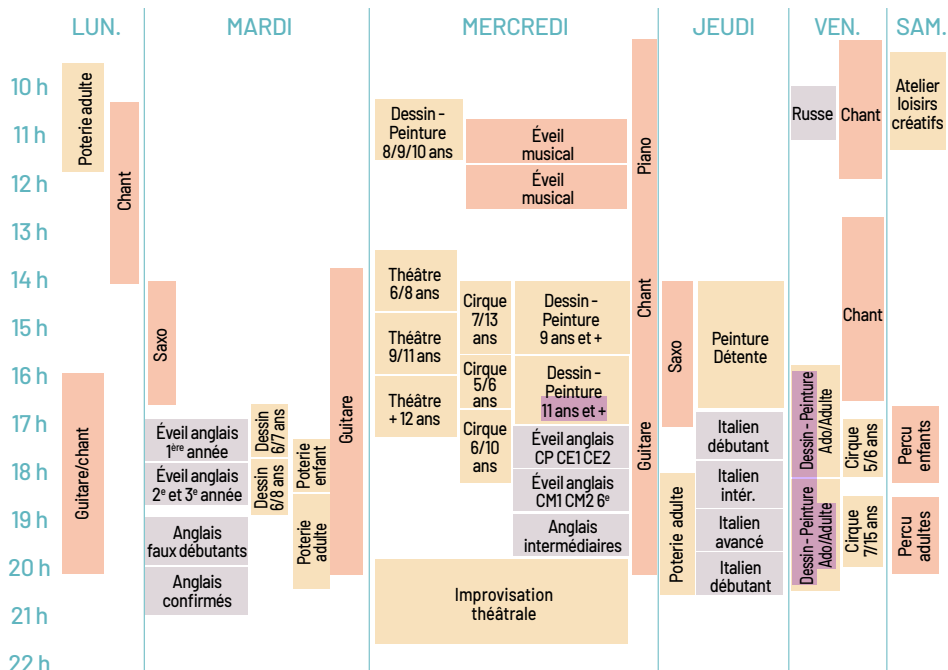 LUN.
MARDI
MERCREDI
JEUDI
VEN.
SAM.
10 h
11 h
12 h
13 h
14 h
15 h
16 h
17 h
18 h
19 h
20 h
21 h
22 h
Poterie adulte
Chant
Guitare/chant
Saxo
Éveil anglais
1ère année
Éveil anglais
2e et 3e année
Anglais
faux débutants
Anglais
confirmés
Dessin
6/7 ans
Dessin
6/8 ans
Poterie
enfant
Poterie
adulte
Guitare
Dessin -
Peinture
8/9/10 ans
Éveil
musical
Éveil
musical
Théâtre
6/8 ans
Théâtre
9/11 ans
Théâtre
+ 12 ans
Cirque
7/13
ans
Cirque
5/6
ans
Cirque
6/10
ans
Dessin -
Peinture
9 ans et +
Dessin -
Peinture
11 ans et +
Éveil anglais
CP CE1 CE2
Éveil anglais
CM1 CM2 6e
Anglais
intermédiaires
Improvisation
théâtrale
Piano
Chant
Guitare
Saxo
Poterie adulte
Peinture
Détente
Italien
débutant
Italien
intér.
Italien
avancé
Italien
débutant
Russe
Chant
Chant
Dessin - Peinture
Ado/Adulte
Dessin - Peinture
Ado/Adulte
Cirque
5/6 ans
Cirque
7/15 ans
Atelier
loisirs
créatifs
Percu
enfants
Percu
adultes